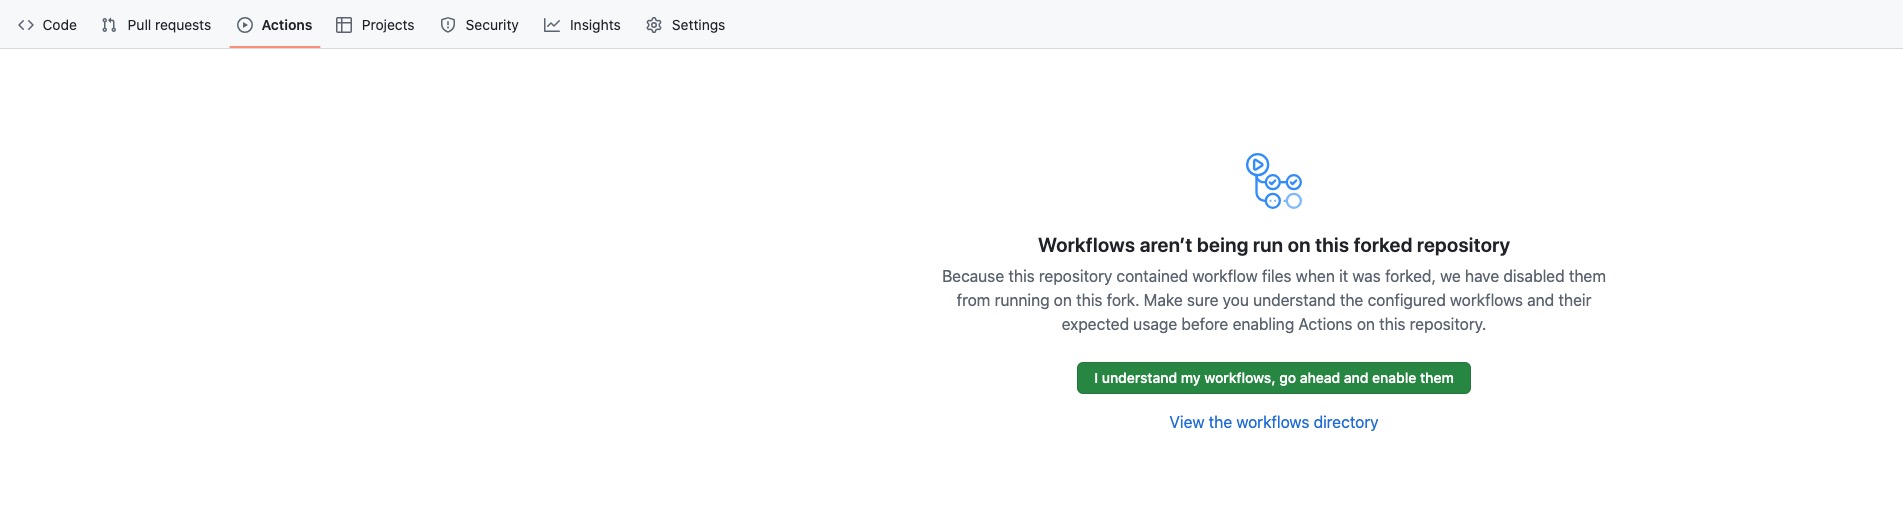 Code Pull requests Actions Projects Security Insights Settings
Workflows aren’t being run on this forked repository
Because this repository contained workflow files when it was forked, we have disabled them
from running on this fork. Make sure you understand the configured workflows and their
expected usage before enabling Actions on this repository.
I understand my workflows, go ahead and enable them
View the workflows directory